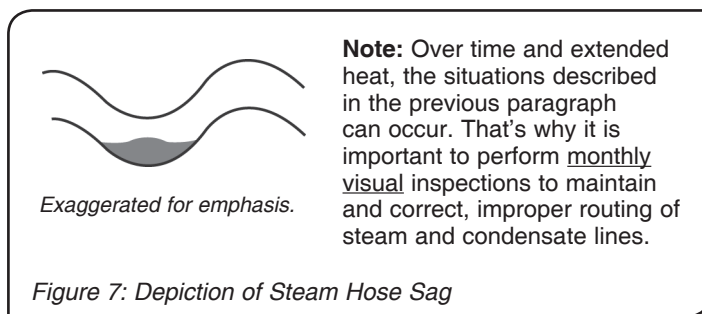 Note: Over time and extended
heat, the situations described
in the previous paragraph
can occur. That's why it is
important to perform monthly
visual inspections to maintain
and correct, improper routing of
steam and condensate lines.
Exaggerated for emphasis.
Figure 7: Depiction of Steam Hose Sag